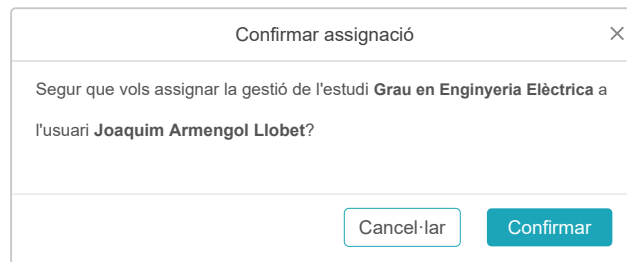 Confirmar assignació
Segur que vols assignar la gestió de l'estudi Grau en Enginyeria Elèctrica a
l'usuari Joaquim Armengol Llobet?
Cancel·lar
Confirmar